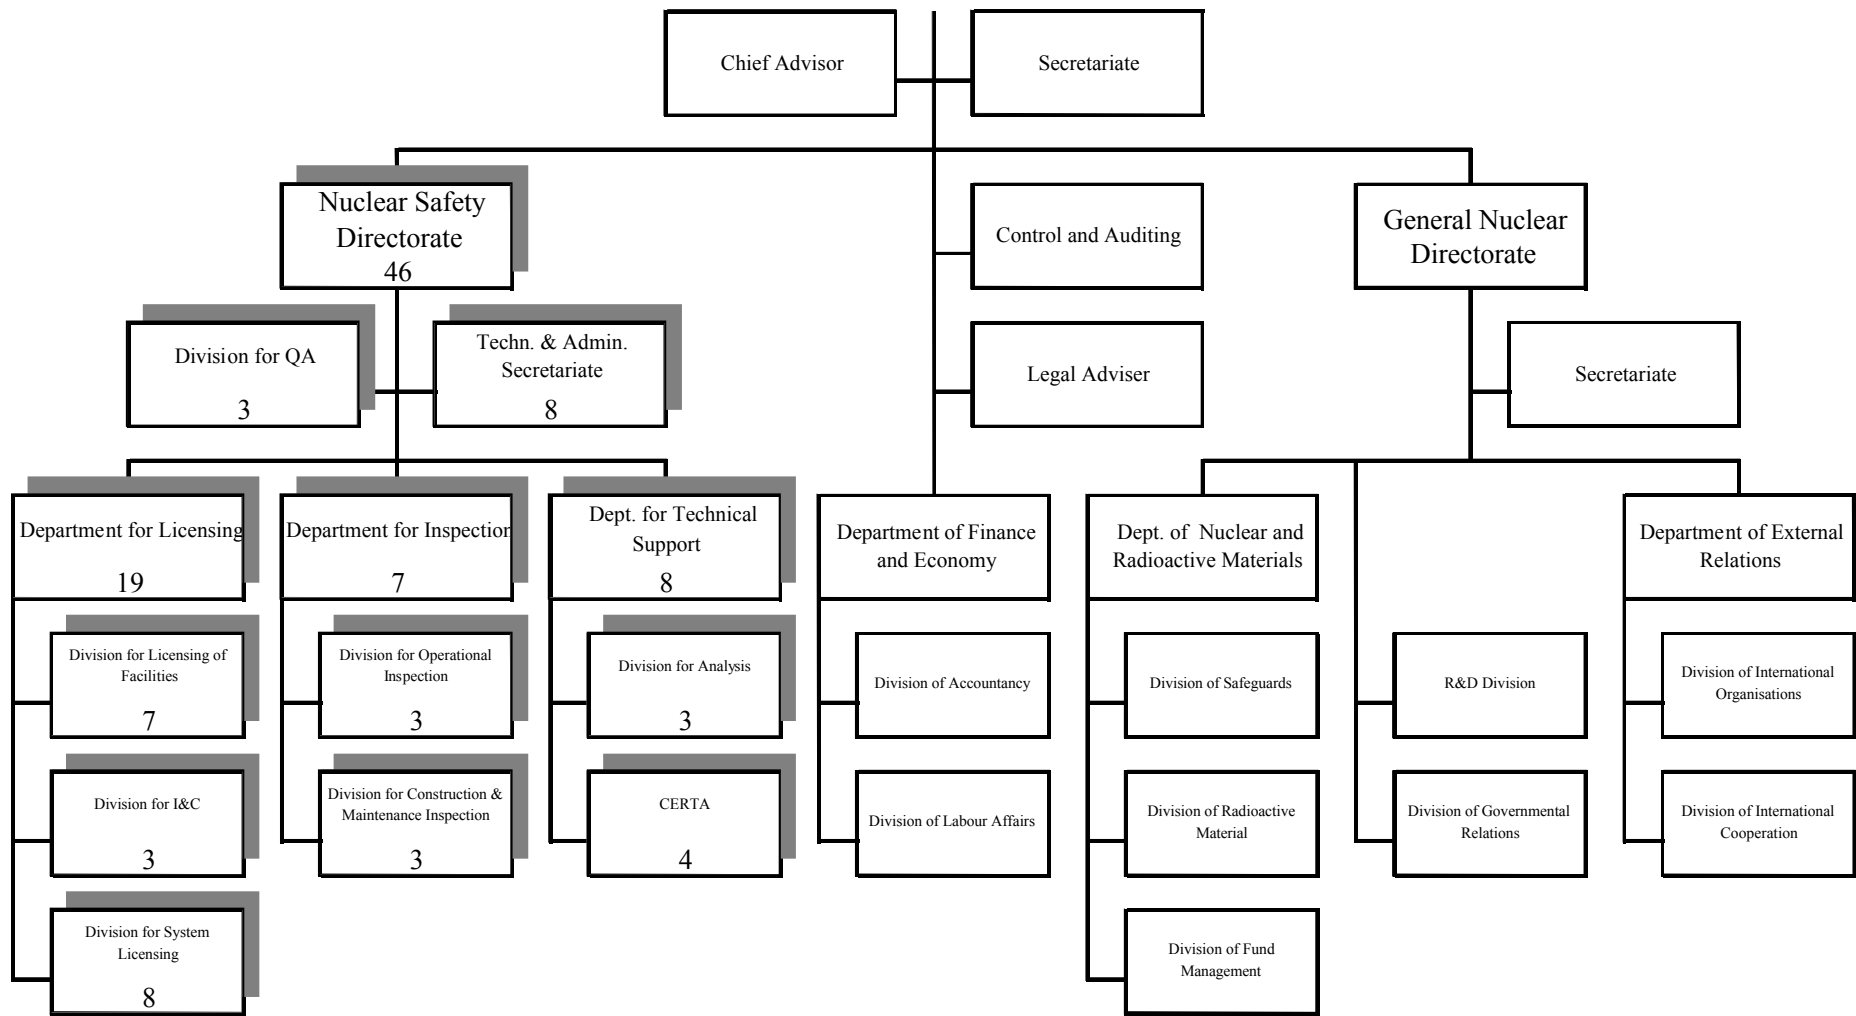 Chief Advisor
Secretariate
Nuclear Safety
Directorate
46
Control and Auditing
General Nuclear
Directorate
Division for QA
3
Techn. & Admin.
Secretariate
8
Legal Adviser
Secretariate
Department for Licensing
19
Department for Inspection
7
Dept. for Technical
Support
8
Department of Finance
and Economy
Dept. of Nuclear and
Radioactive Materials
Department of External
Relations
Division for Licensing of
Facilities
7
Division for Operational
Inspection
3
Division for Analysis
3
Division of Accountancy
Division of Safeguards
R&D Division
Division of International
Organisations
Division for I&C
3
Division for Construction &
Maintenance Inspection
3
CERTA
4
Division of Labour Affairs
Division of Radioactive
Material
Division of Governmental
Relations
Division of International
Cooperation
Division for System
Licensing
8
Division of Fund
Management